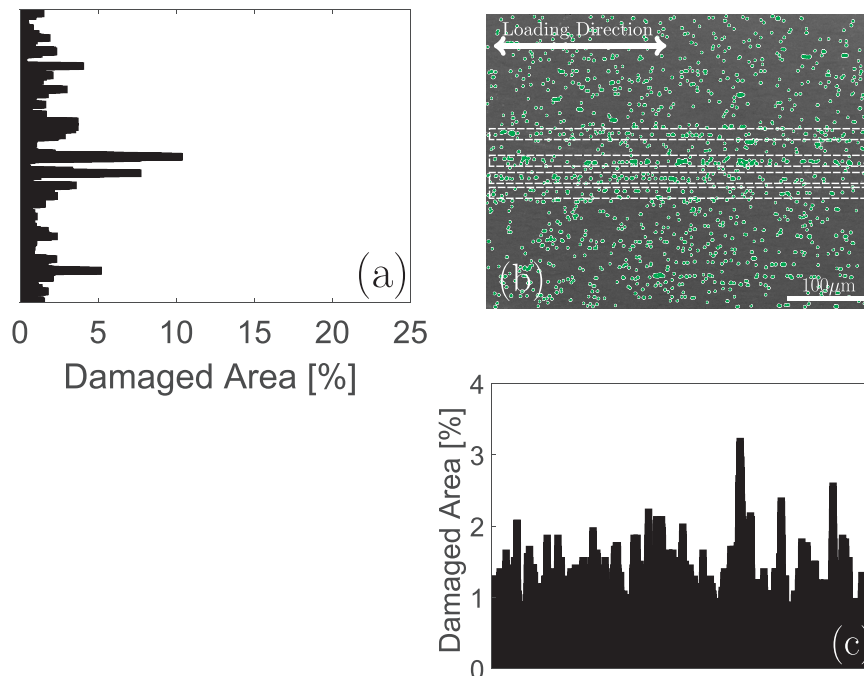 (a)
0 5 10 15 20 25
Damaged Area [%]
Loading Direction
(b)
100μm
4
3
2
1
0
Damaged Area [%]
(c)